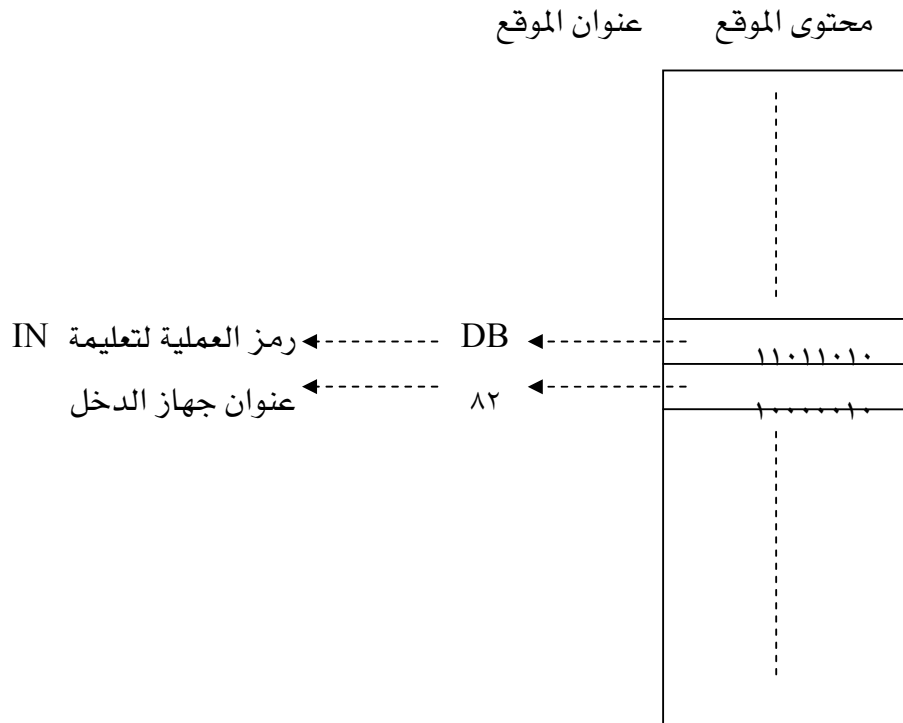 محتوى الموقع عنوان الموقع
١١٠١١٠١٠ DB رمز العملية لتعليمة IN
١٠٠٠٠٠١٠ ٨٢ عنوان جهاز الدخل